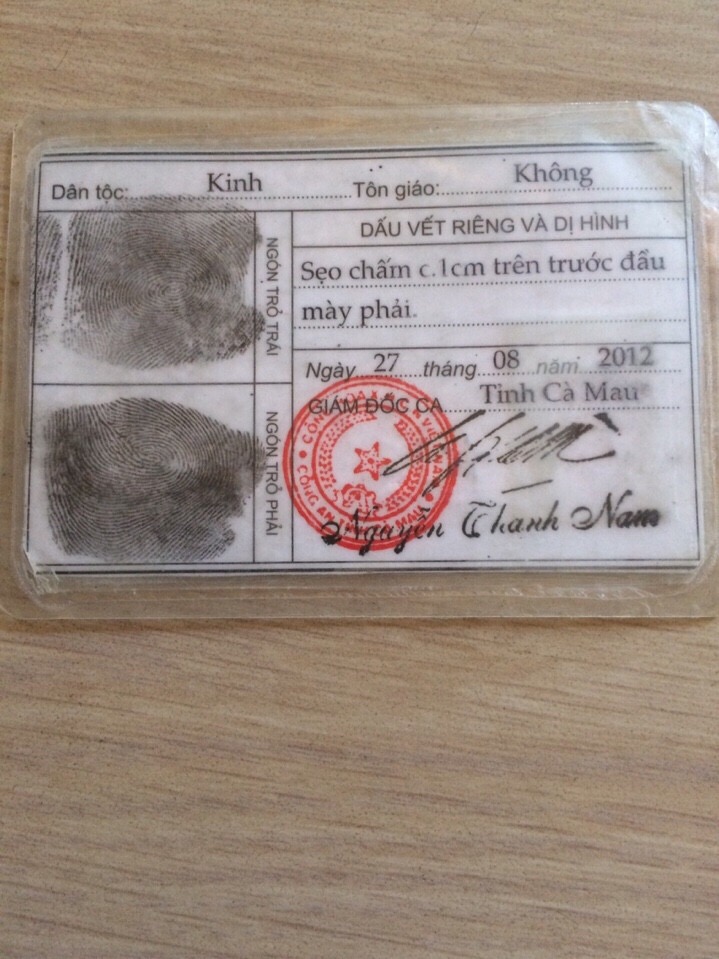 Dân tộc: Kinh Tôn giáo: Không
NGÓN TRỎ TRÁI
DẤU VẾT RIÊNG VÀ DỊ HÌNH
Sẹo chấm c.1cm trên trước đầu
mày phải.
Ngày 27 tháng 08 năm 2012
GIÁM ĐỐC CA Tỉnh Cà Mau
NGÓN TRỎ PHẢI
CÔNG AN
Nguyễn Thanh Nam